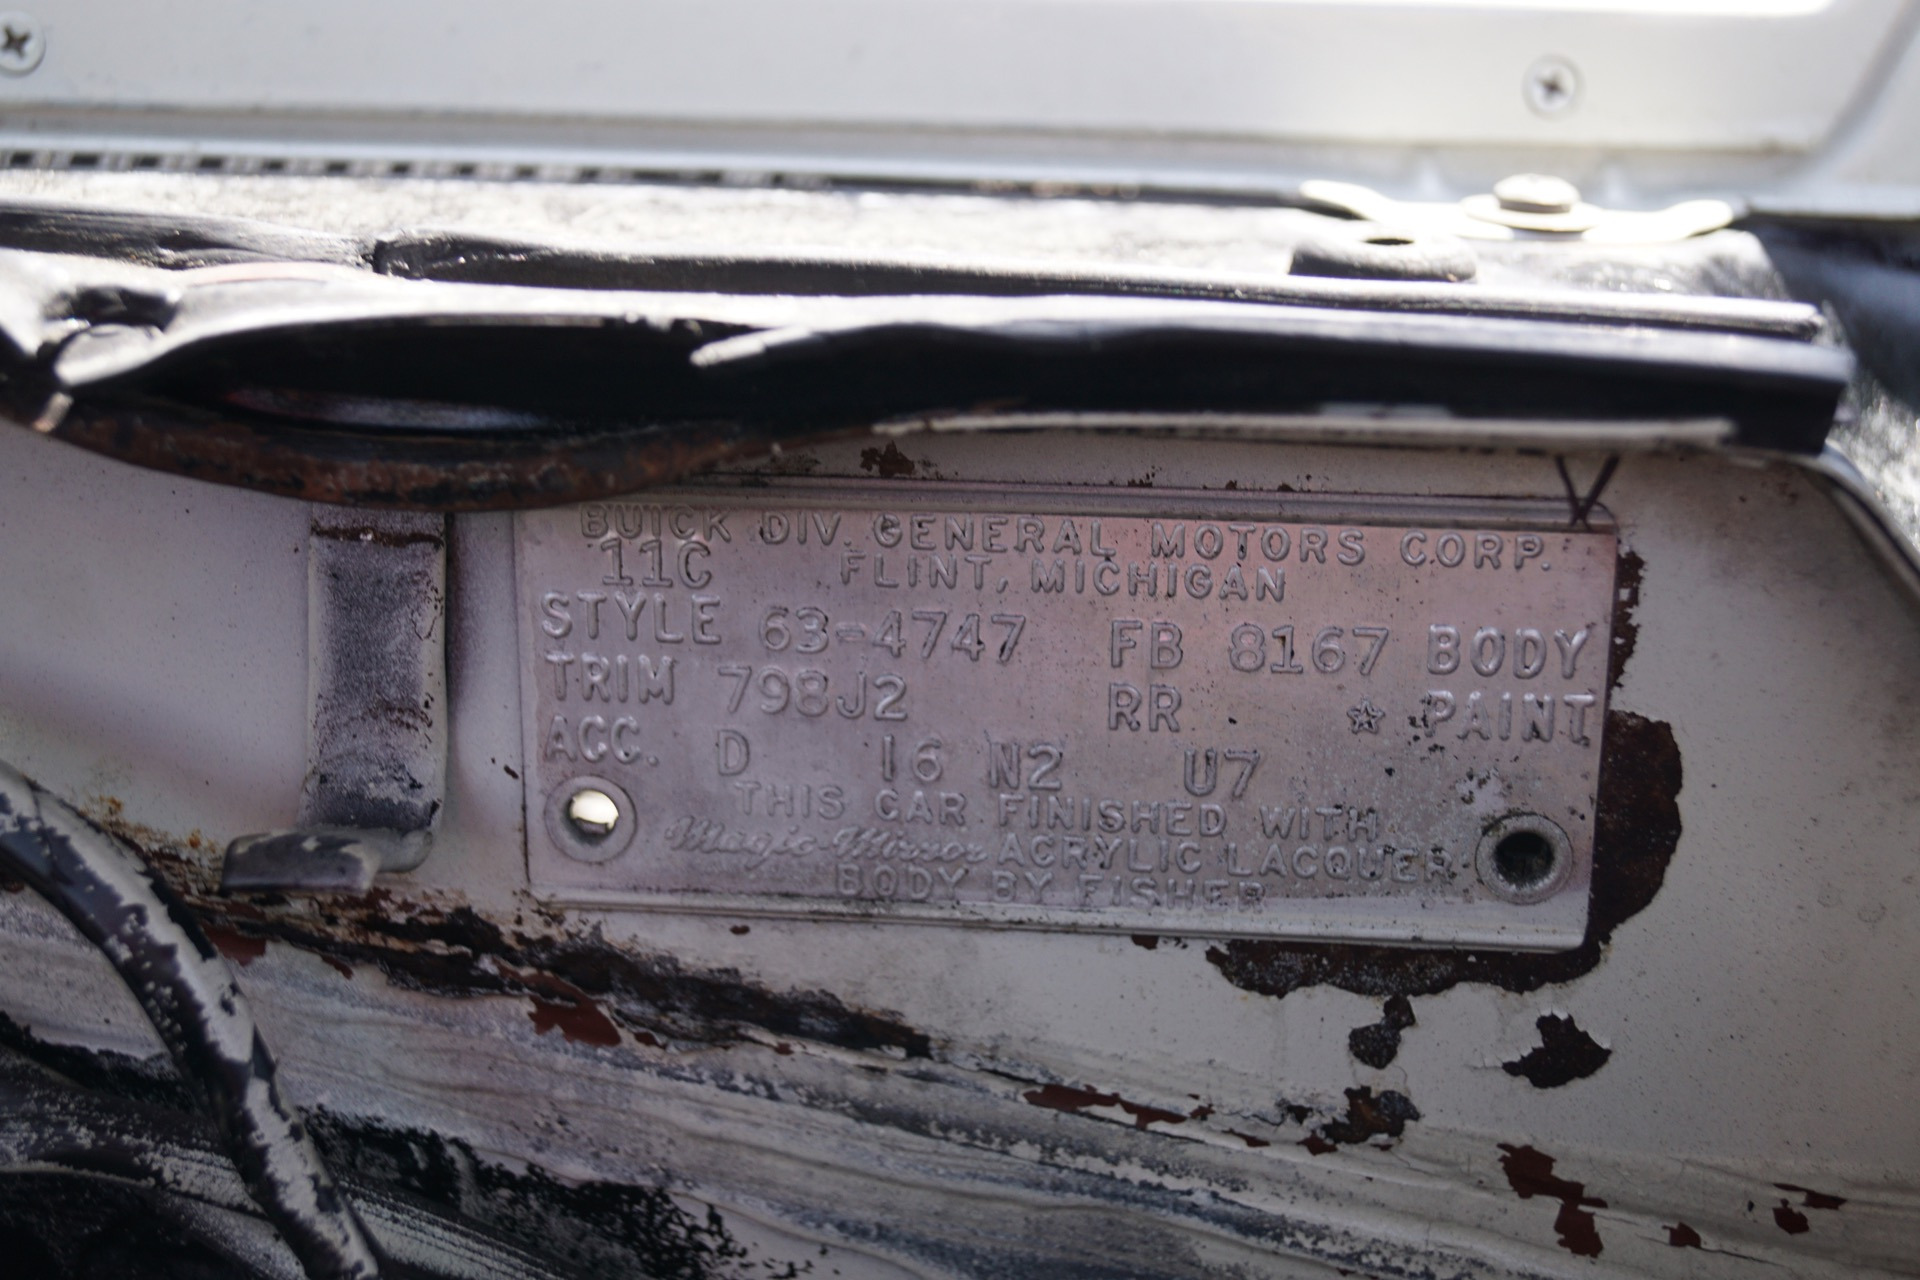 BUICK DIV. GENERAL MOTORS CORP.
11C FLINT, MICHIGAN
STYLE 63-4747 FB 8167 BODY
TRIM 798J2 RR ☆ PAINT
ACC. D 16 N2 U7
THIS CAR FINISHED WITH
Magic-Mirror ACRYLIC LACQUER
BODY BY FISHER